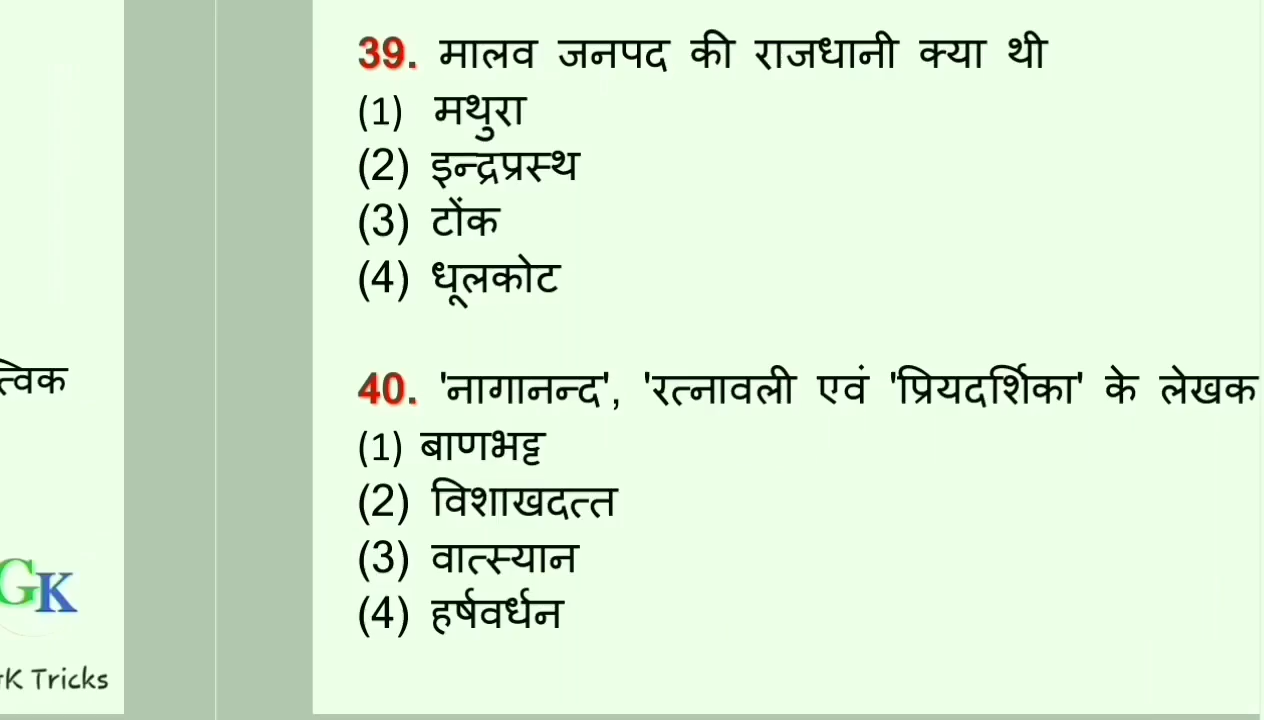 39. मालव जनपद की राजधानी क्या थी
(1) मथुरा
(2) इन्द्रप्रस्थ
(3) टोंक
(4) धूलकोट
40. 'नागानन्द', 'रत्नावली एवं 'प्रियदर्शिका' के लेखक
(1) बाणभट्ट
(2) विशाखदत्त
(3) वात्स्यान
(4) हर्षवर्धन
त्विक
GK
K Tricks